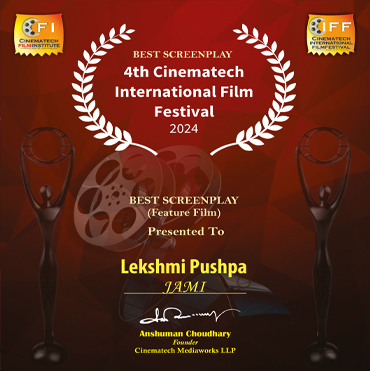 CFI
CINEMATECH
FILM INSTITUTE
CIFF
CINEMATECH
INTERNATIONAL
FILM FESTIVAL
BEST SCREENPLAY
4th Cinematech
International Film
Festival
2024
BEST SCREENPLAY
(Feature Film)
Presented To
Lekshmi Pushpa
JAMI
Anshuman Choudhary
Founder
Cinematech Mediaworks LLP